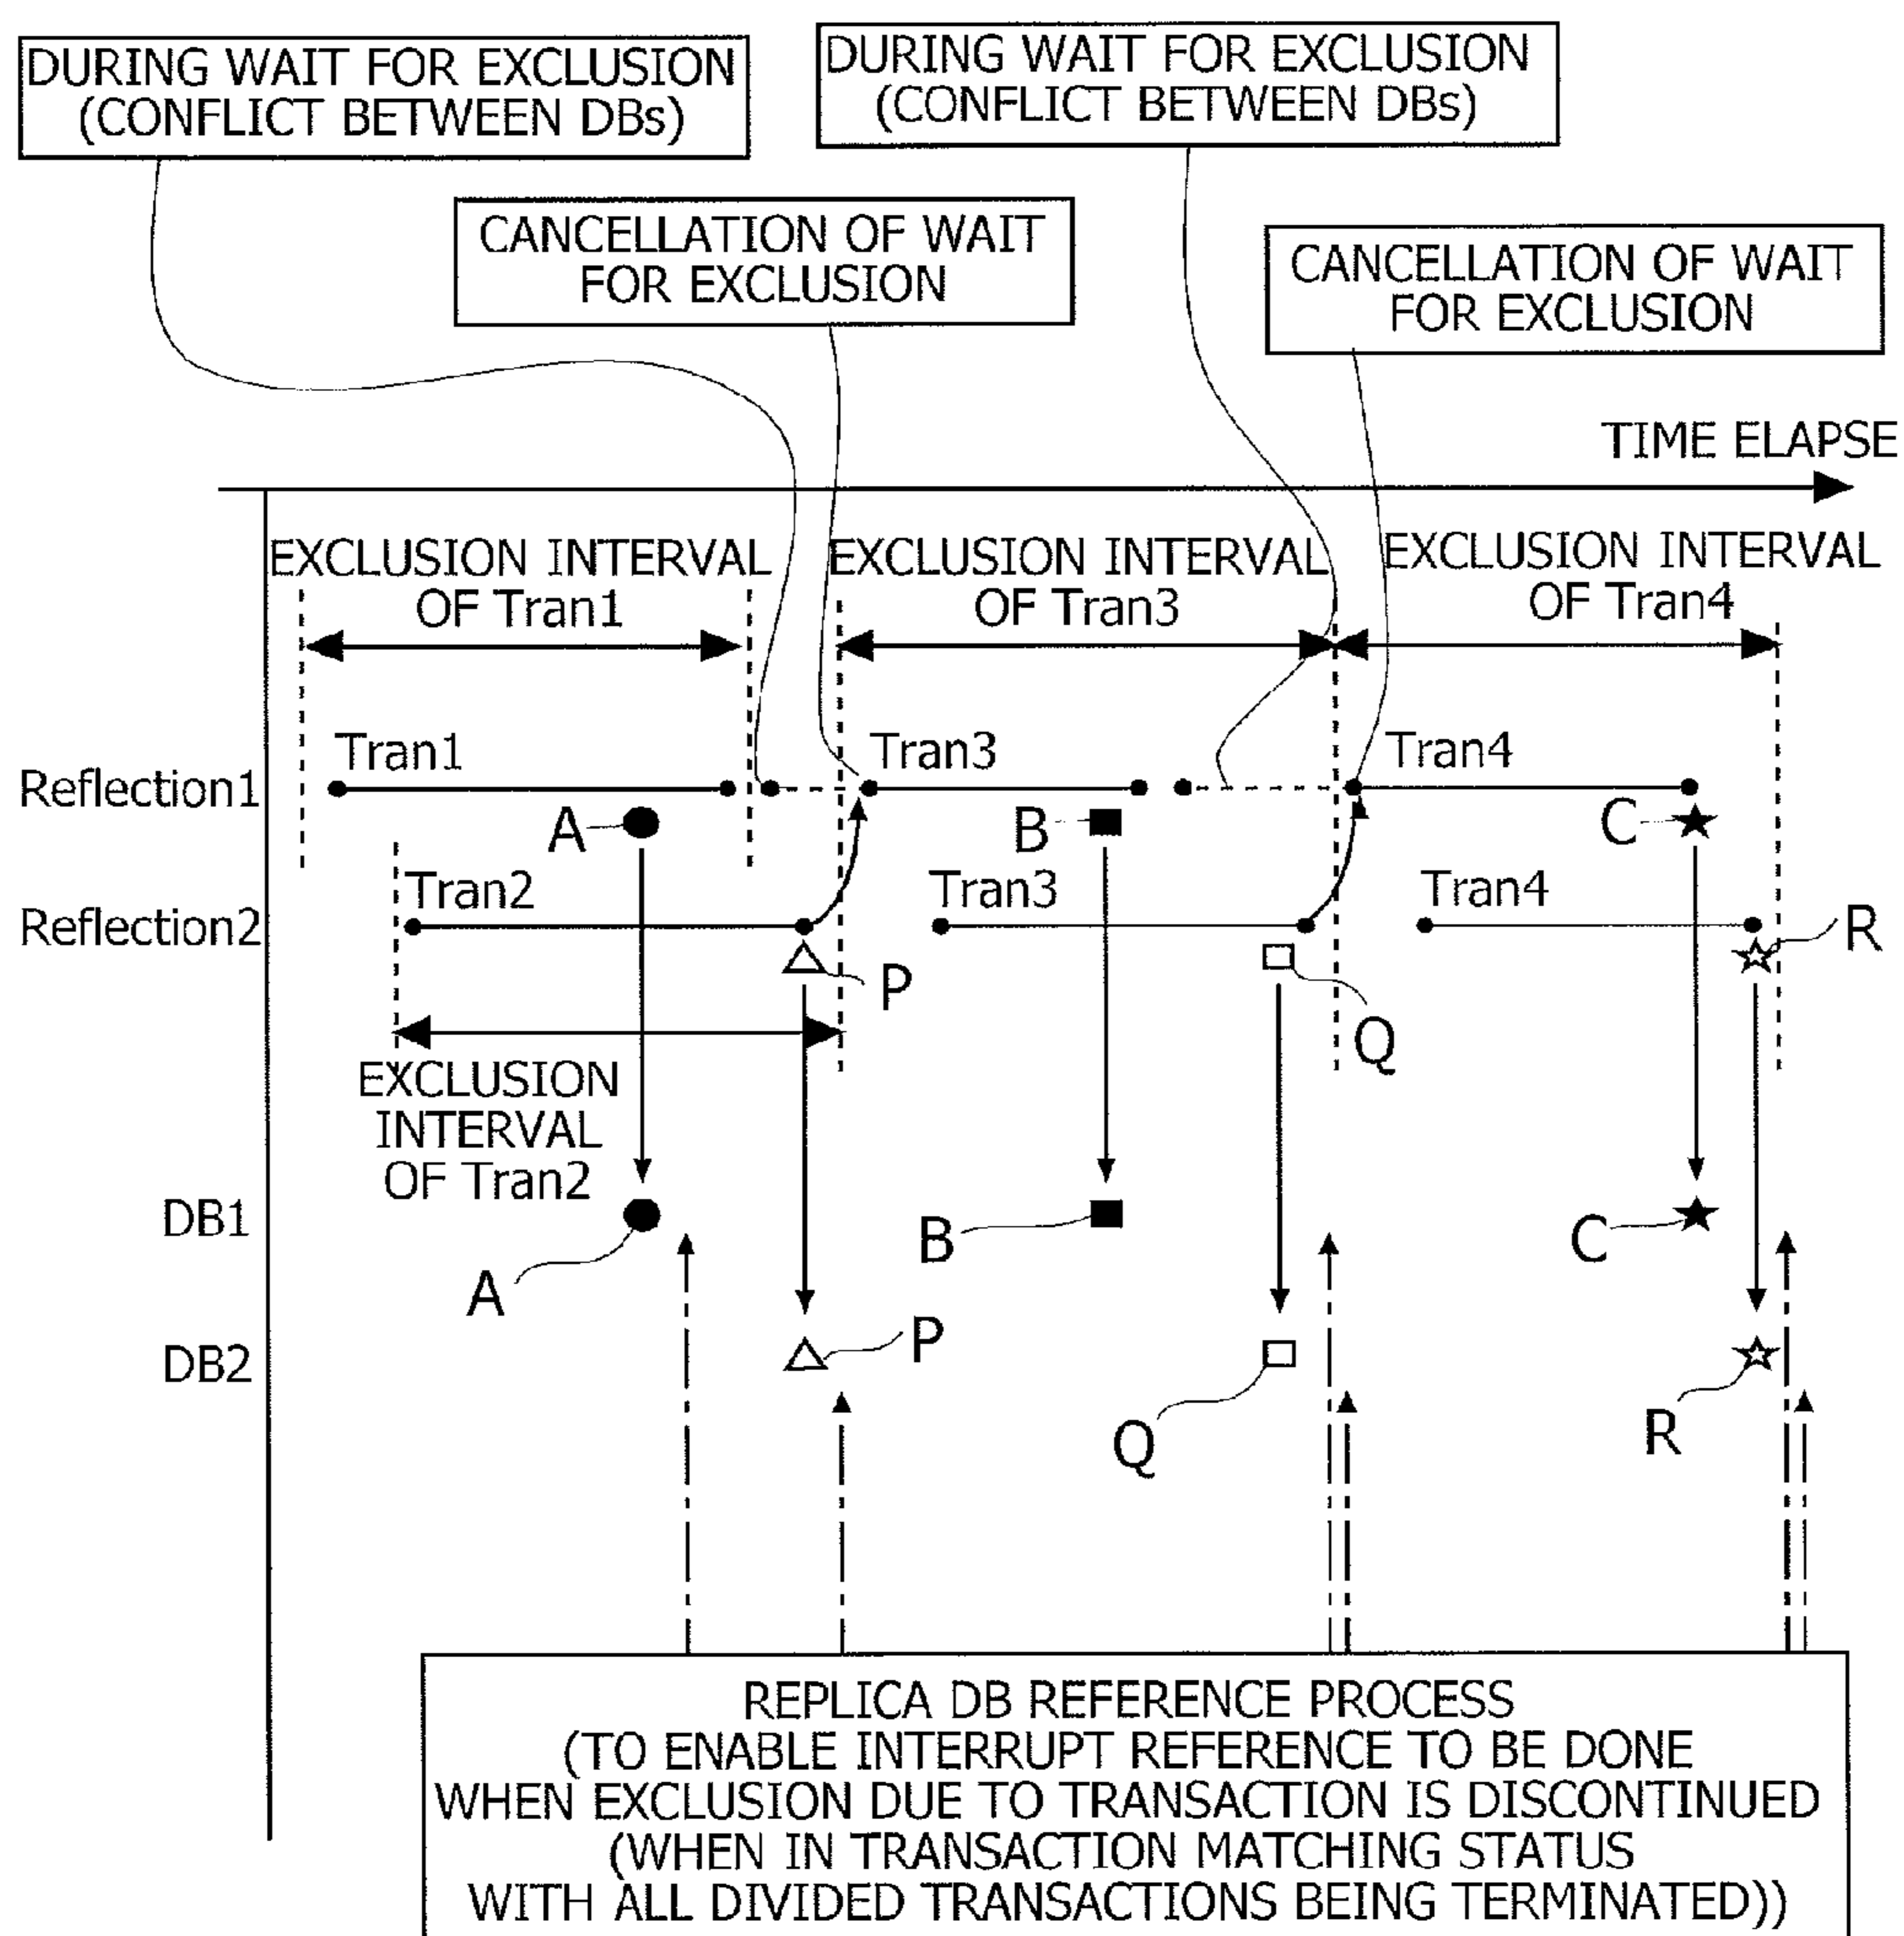 DURING WAIT FOR EXCLUSION
(CONFLICT BETWEEN DBs)
DURING WAIT FOR EXCLUSION
(CONFLICT BETWEEN DBs)
CANCELLATION OF WAIT
FOR EXCLUSION
CANCELLATION OF WAIT
FOR EXCLUSION
TIME ELAPSE
EXCLUSION INTERVAL
OF Tran1
EXCLUSION INTERVAL
OF Tran3
EXCLUSION INTERVAL
OF Tran4
Tran1
Tran3
Tran4
Reflection1
A
B
C
Tran2
Tran3
Tran4
Reflection2
P
Q
R
EXCLUSION
INTERVAL
OF Tran2
DB1
A
B
C
DB2
P
Q
R
REPLICA DB REFERENCE PROCESS
(TO ENABLE INTERRUPT REFERENCE TO BE DONE
WHEN EXCLUSION DUE TO TRANSACTION IS DISCONTINUED
(WHEN IN TRANSACTION MATCHING STATUS
WITH ALL DIVIDED TRANSACTIONS BEING TERMINATED))